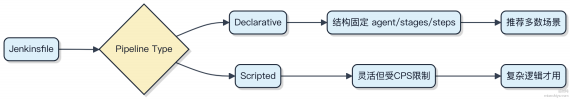 Jenkinsfile
Pipeline Type
Declarative
结构固定 agent/stages/steps
推荐多数场景
Scripted
灵活但受CPS限制
复杂逻辑才用